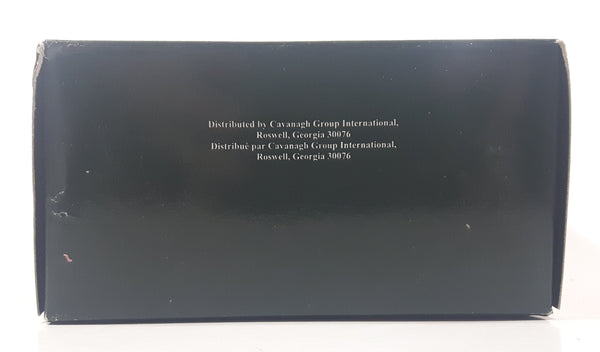 Distributed by Cavanagh Group International,
Roswell, Georgia 30076
Distribué par Cavanagh Group International,
Roswell, Georgia 30076